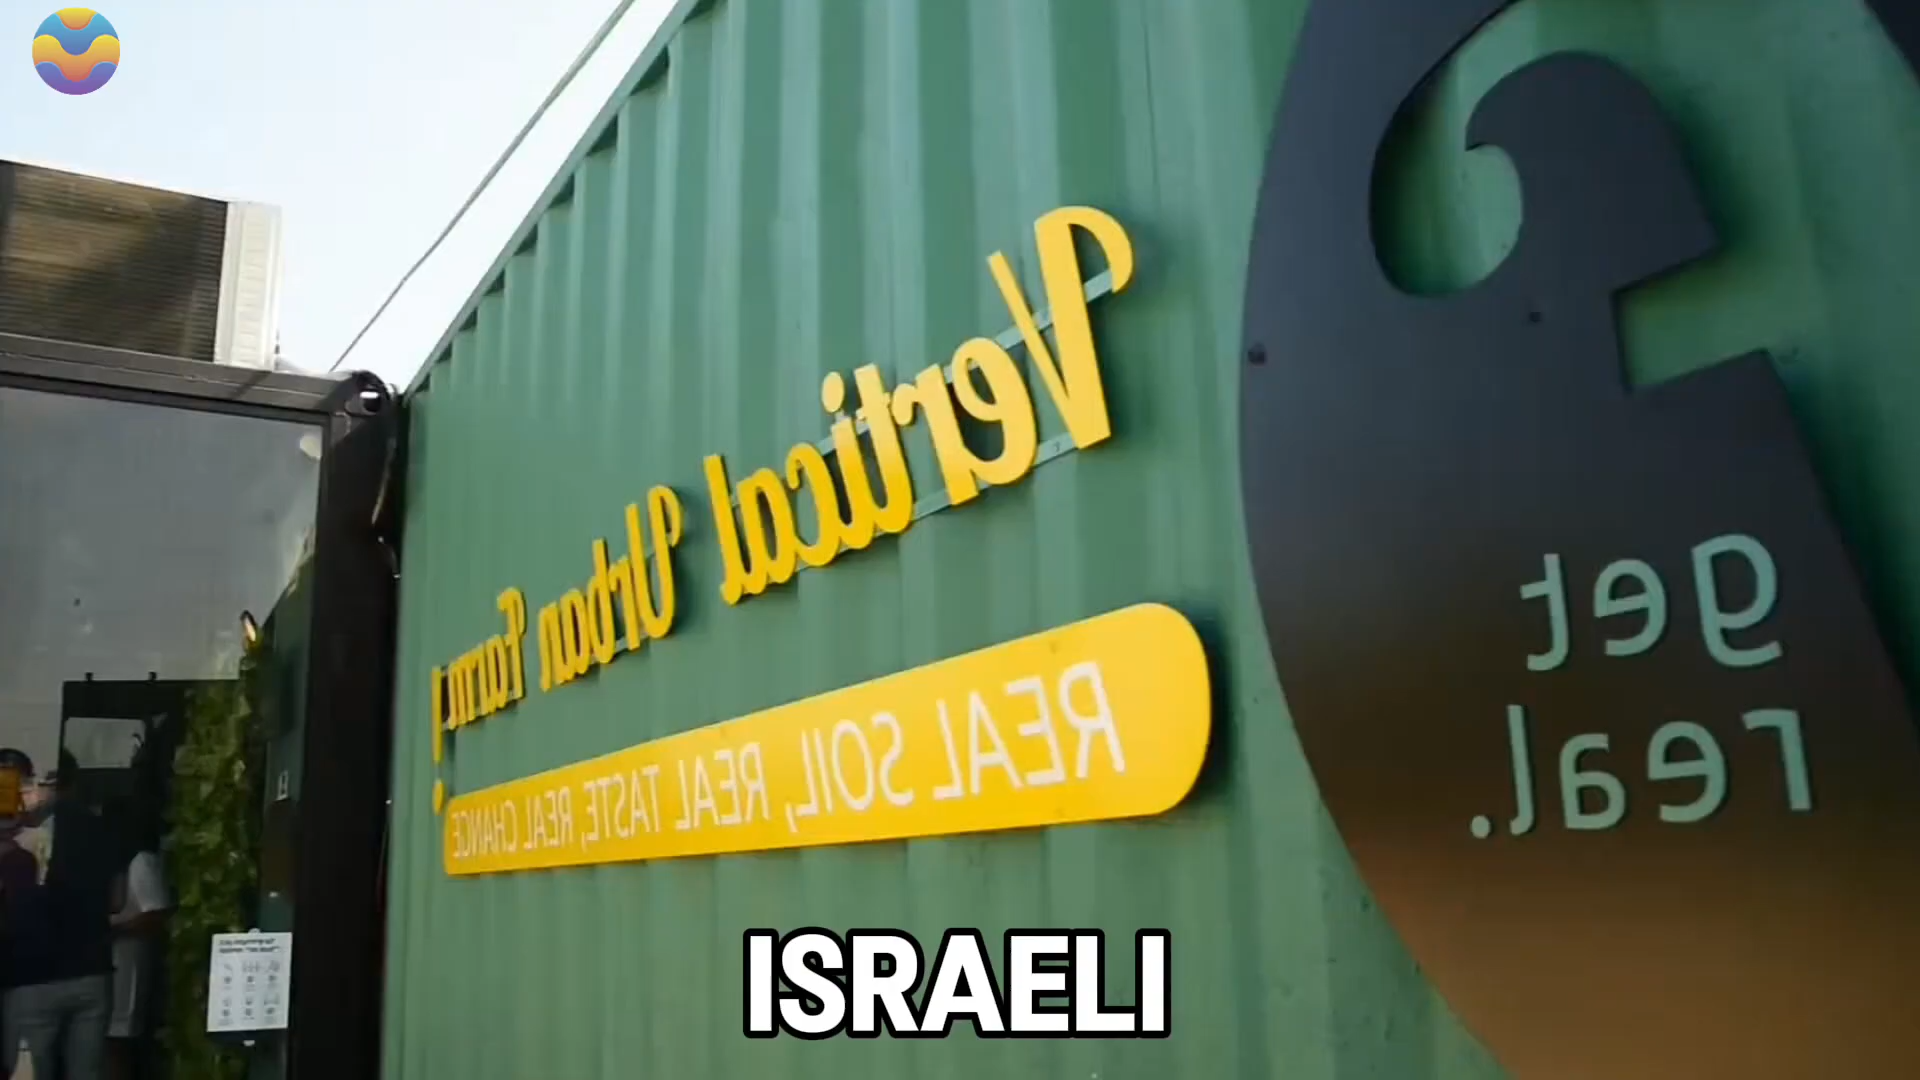 Vertical Urban Farm!
REAL SOIL, REAL TASTE, REAL CHANGE
get
real.
ISRAELI